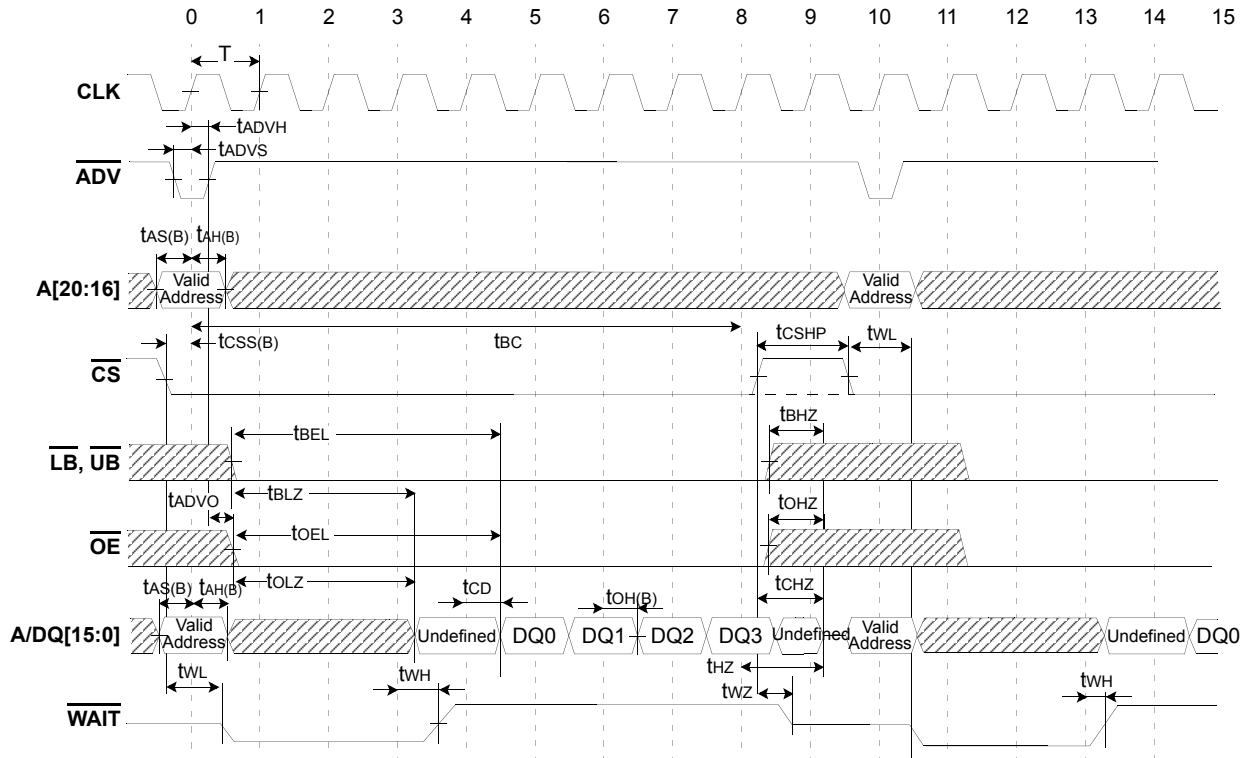 0 1 2 3 4 5 6 7 8 9 10 11 12 13 14 15
T
CLK
tADVH
tADVS
ADV
tAS(B) tAH(B)
A[20:16] Valid Address Valid Address
tCSS(B) tBC tCSHP tWL
CS
tBEL tBHZ
LB, UB
tADVO tBLZ
tOEL tOHZ
OE
tAS(B) tAH(B) tOLZ tCD tOH(B) tCHZ
A/DQ[15:0] Valid Address Undefined DQ0 DQ1 DQ2 DQ3 Undefined Valid Address Undefined DQ0
tHZ
tWL tWH tWZ tWH
WAIT